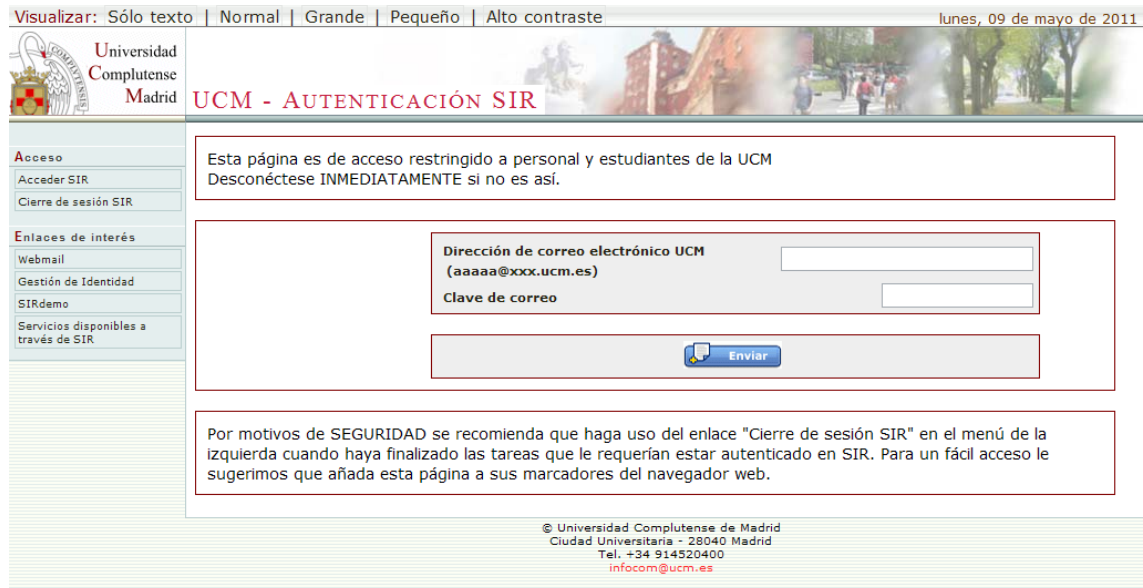 Visualizar: Sólo texto | Normal | Grande | Pequeño | Alto contraste
lunes, 09 de mayo de 2011
Universidad
Complutense
Madrid
UCM - AUTENTICACIÓN SIR
Acceso
Acceder SIR
Cierre de sesión SIR
Enlaces de interés
Webmail
Gestión de Identidad
SIRdemo
Servicios disponibles a
través de SIR
Esta página es de acceso restringido a personal y estudiantes de la UCM
Desconéctese INMEDIATAMENTE si no es así.
Dirección de correo electrónico UCM
(aaaaa@xxx.ucm.es)
Clave de correo
Enviar
Por motivos de SEGURIDAD se recomienda que haga uso del enlace "Cierre de sesión SIR" en el menú de la
izquierda cuando haya finalizado las tareas que le requerían estar autenticado en SIR. Para un fácil acceso le
sugerimos que añada esta página a sus marcadores del navegador web.
© Universidad Complutense de Madrid
Ciudad Universitaria - 28040 Madrid
Tel. +34 914520400
infocom@ucm.es